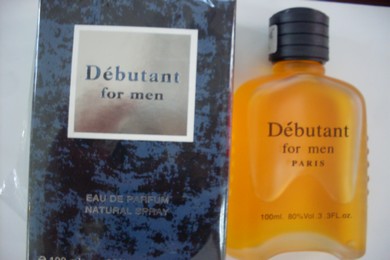 Débutant
for men
EAU DE PARFUM
NATURAL SPRAY
Débutant
for men
PARIS
100ml 80%Vol 3.3FL.oz.